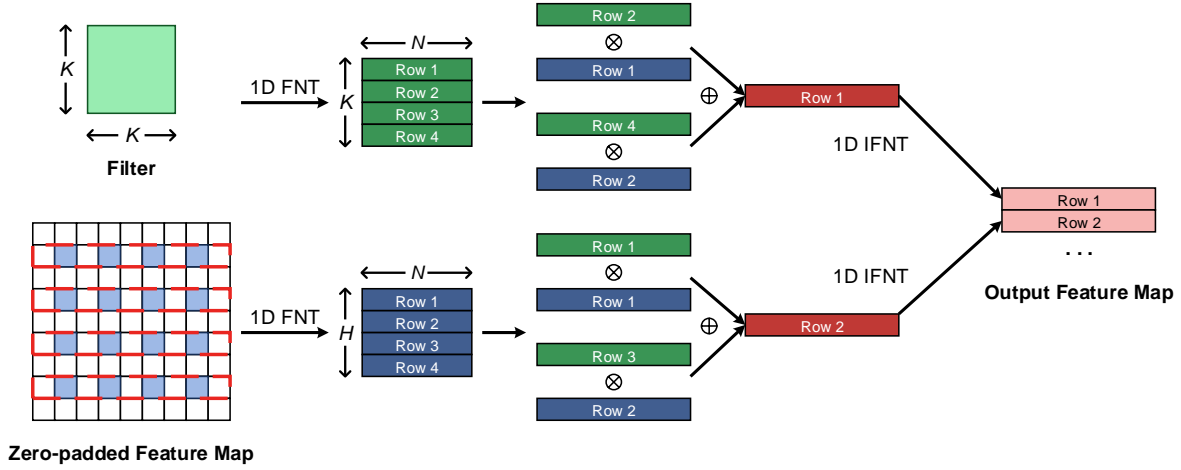 K
K
Filter
1D FNT
N
K
Row 1
Row 2
Row 3
Row 4
Row 2
⊗
Row 1
⊕
Row 4
⊗
Row 2
Row 1
1D IFNT
Zero-padded Feature Map
1D FNT
N
H
Row 1
Row 2
Row 3
Row 4
Row 1
⊗
Row 1
⊕
Row 3
⊗
Row 2
Row 2
1D IFNT
Row 1
Row 2
...
Output Feature Map